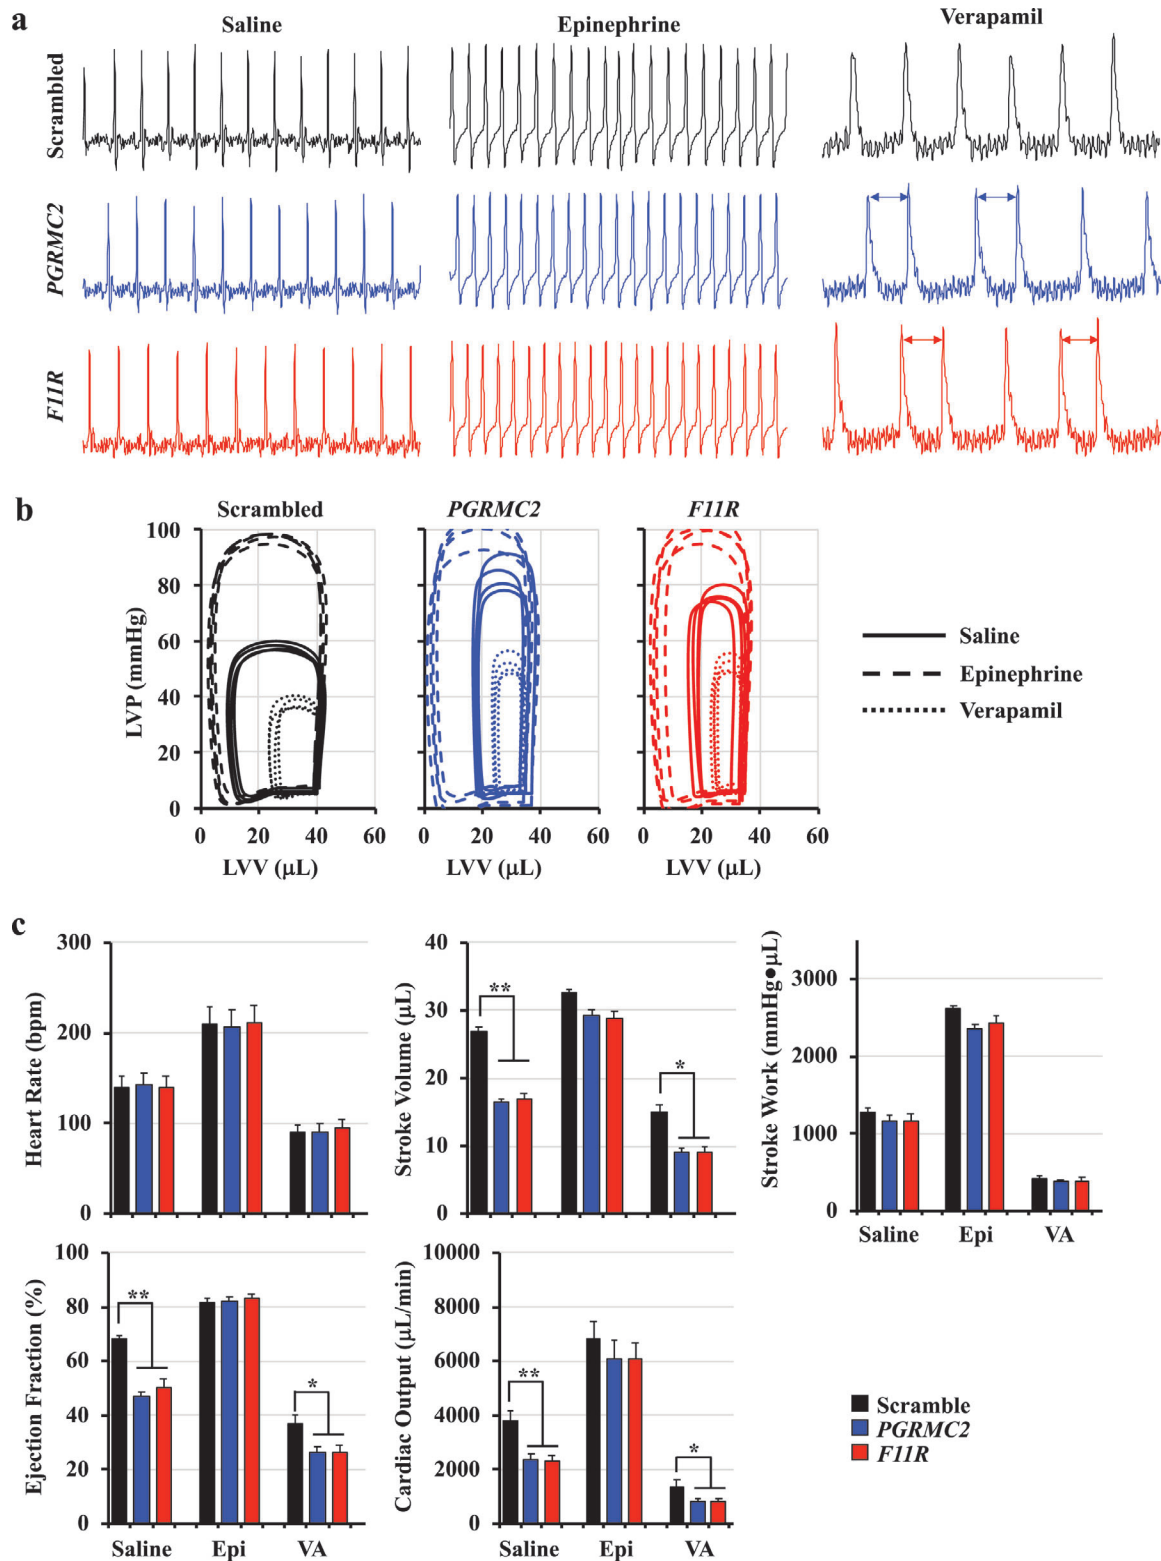 a
Saline
Epinephrine
Verapamil
Scrambled
PGRMC2
F11R
b
Scrambled
PGRMC2
F11R
LVP (mmHg)
100
80
60
40
20
0
0 20 40 60
0 20 40 60
0 20 40 60
LVV (μL)
LVV (μL)
LVV (μL)
Saline
Epinephrine
Verapamil
c
Heart Rate (bpm)
300
200
100
0
Stroke Volume (μL)
40
30
20
10
0
**
*
Stroke Work (mmHg●μL)
3000
2000
1000
0
Saline Epi VA
Ejection Fraction (%)
100
80
60
40
20
0
**
*
Saline Epi VA
Cardiac Output (μL/min)
10000
8000
6000
4000
2000
0
**
*
Saline Epi VA
Scramble
PGRMC2
F11R